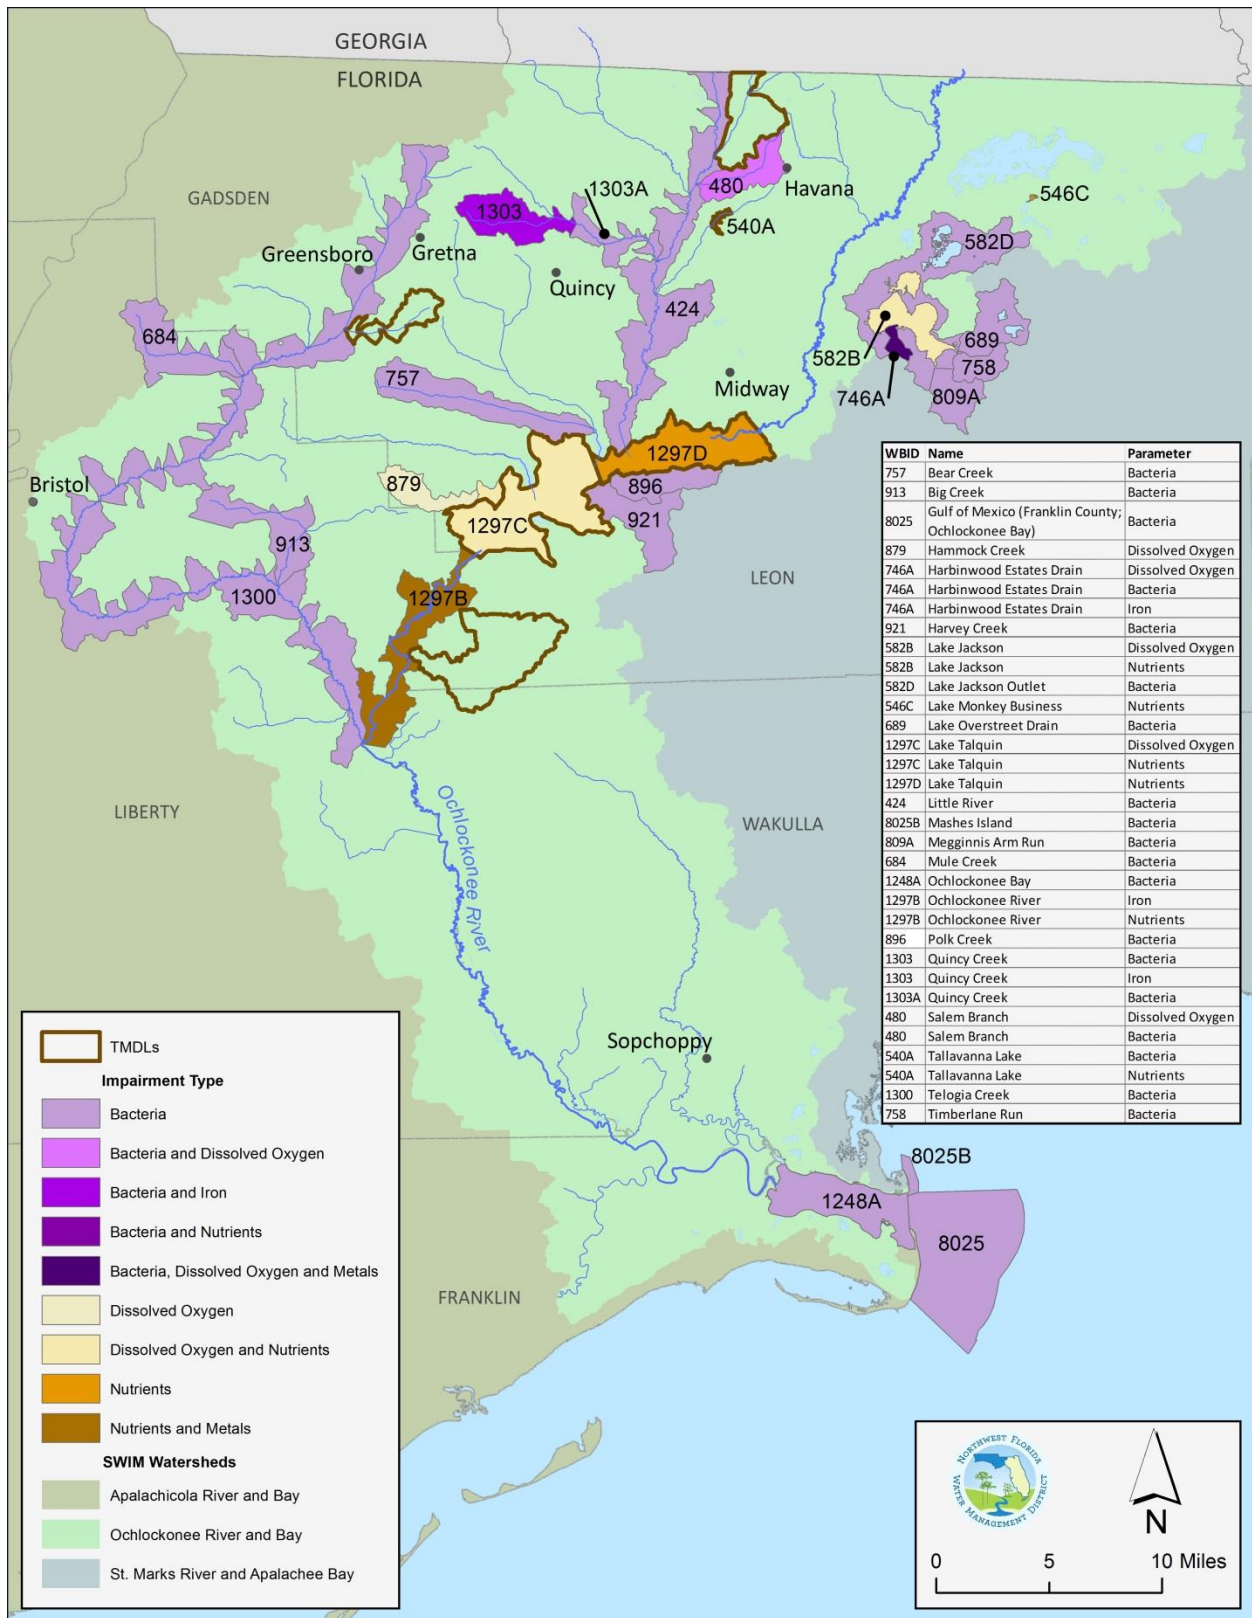 GEORGIA
FLORIDA
GADSDEN
1303
1303A
480
Havana
546C
540A
582D
Greensboro
Gretna
Quincy
424
684
582B
689
758
757
Midway
746A
809A
1297D
Bristol
879
896
1297C
921
913
LEON
1300
1297B
LIBERTY
Ochlockonee River
WAKULLA
Sopchoppy
8025B
1248A
8025
FRANKLIN
WBID Name Parameter
757 Bear Creek Bacteria
913 Big Creek Bacteria
8025 Gulf of Mexico (Franklin County; Ochlockonee Bay) Bacteria
879 Hammock Creek Dissolved Oxygen
746A Harbinwood Estates Drain Dissolved Oxygen
746A Harbinwood Estates Drain Bacteria
746A Harbinwood Estates Drain Iron
921 Harvey Creek Bacteria
582B Lake Jackson Dissolved Oxygen
582B Lake Jackson Nutrients
582D Lake Jackson Outlet Bacteria
546C Lake Monkey Business Nutrients
689 Lake Overstreet Drain Bacteria
1297C Lake Talquin Dissolved Oxygen
1297C Lake Talquin Nutrients
1297D Lake Talquin Nutrients
424 Little River Bacteria
8025B Mashes Island Bacteria
809A Megginnis Arm Run Bacteria
684 Mule Creek Bacteria
1248A Ochlockonee Bay Bacteria
1297B Ochlockonee River Iron
1297B Ochlockonee River Nutrients
896 Polk Creek Bacteria
1303 Quincy Creek Bacteria
1303 Quincy Creek Iron
1303A Quincy Creek Bacteria
480 Salem Branch Dissolved Oxygen
480 Salem Branch Bacteria
540A Tallavanna Lake Bacteria
540A Tallavanna Lake Nutrients
1300 Telogia Creek Bacteria
758 Timberlane Run Bacteria
TMDLs
Impairment Type
Bacteria
Bacteria and Dissolved Oxygen
Bacteria and Iron
Bacteria and Nutrients
Bacteria, Dissolved Oxygen and Metals
Dissolved Oxygen
Dissolved Oxygen and Nutrients
Nutrients
Nutrients and Metals
SWIM Watersheds
Apalachicola River and Bay
Ochlockonee River and Bay
St. Marks River and Apalachee Bay
NORTHWEST FLORIDA
WATER MANAGEMENT DISTRICT
N
0 5 10 Miles